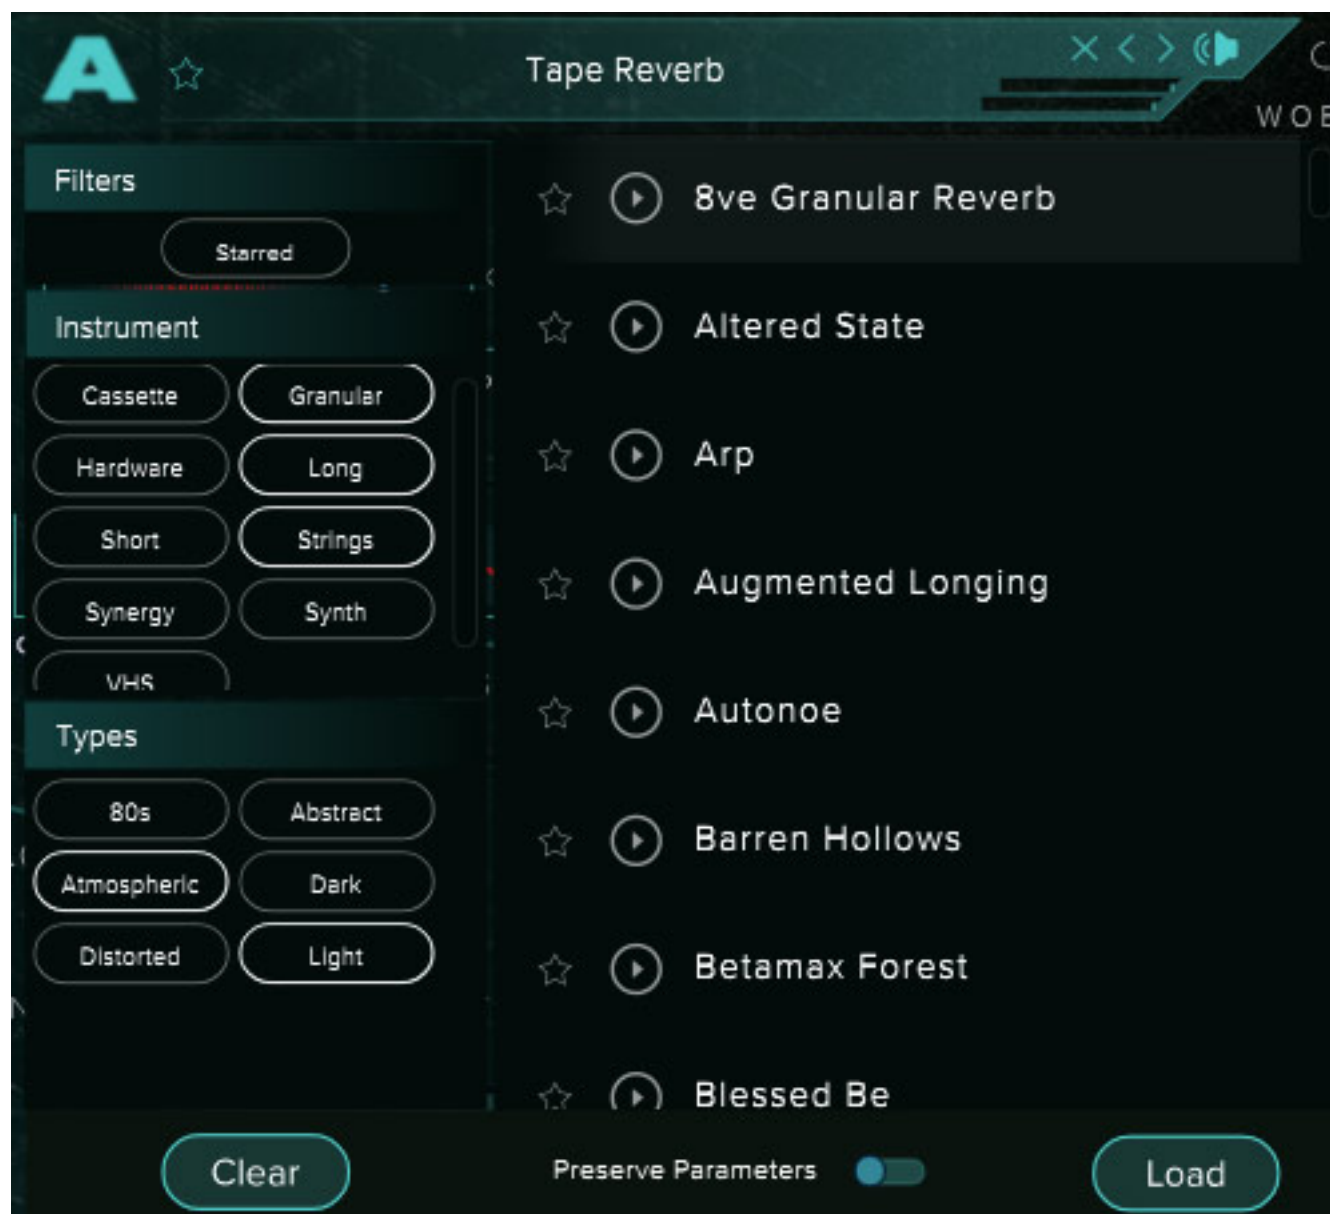 A
Tape Reverb
Filters
Starred
Instrument
Cassette Granular
Hardware Long
Short Strings
Synergy Synth
VHS
Types
80s Abstract
Atmospheric Dark
Distorted Light
8ve Granular Reverb
Altered State
Arp
Augmented Longing
Autonoe
Barren Hollows
Betamax Forest
Blessed Be
Clear
Preserve Parameters
Load